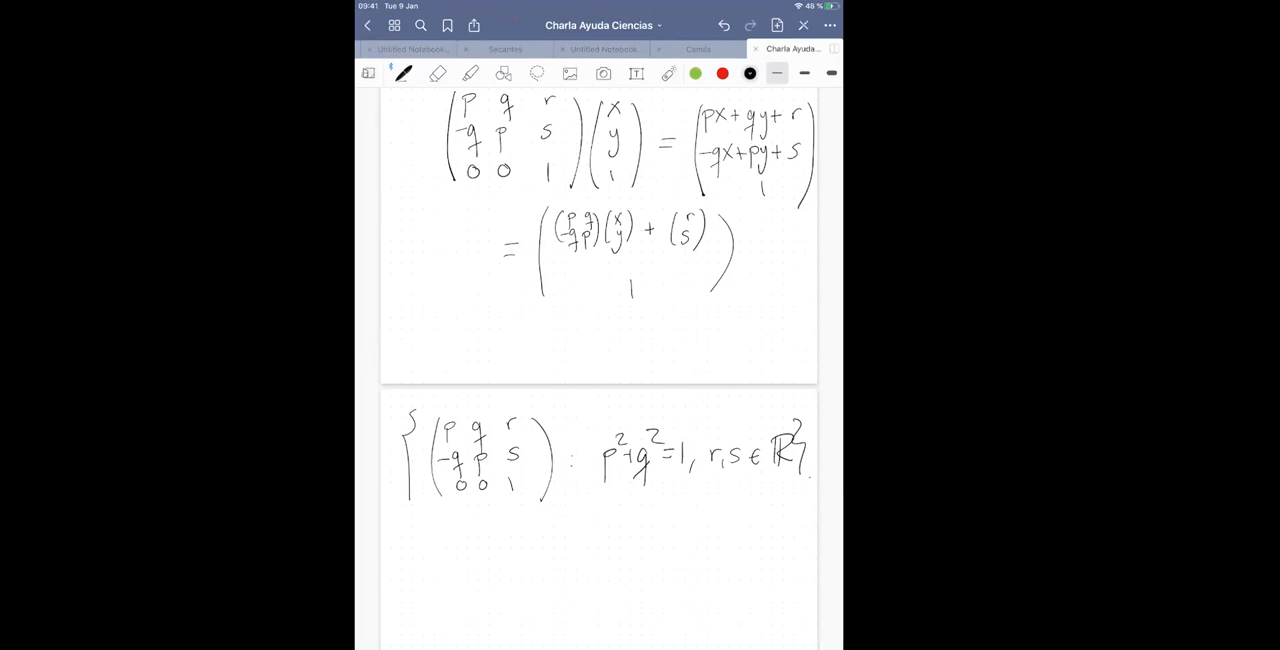 09:41 Tue 9 Jan
48 %
Charla Ayuda Ciencias
Untitled Notebook...
Secantes
Untitled Notebook
Camila
Charla Ayuda...
p q r
-q p s
0 0 1
x
y
1
=
px+qy+r
-qx+py+s
1
= (p q -q p)(x y) + (r s)
1
{ ( p q r
-q p s : p²+q²=1, r,s ∈ ℝ }.
0 0 1 )